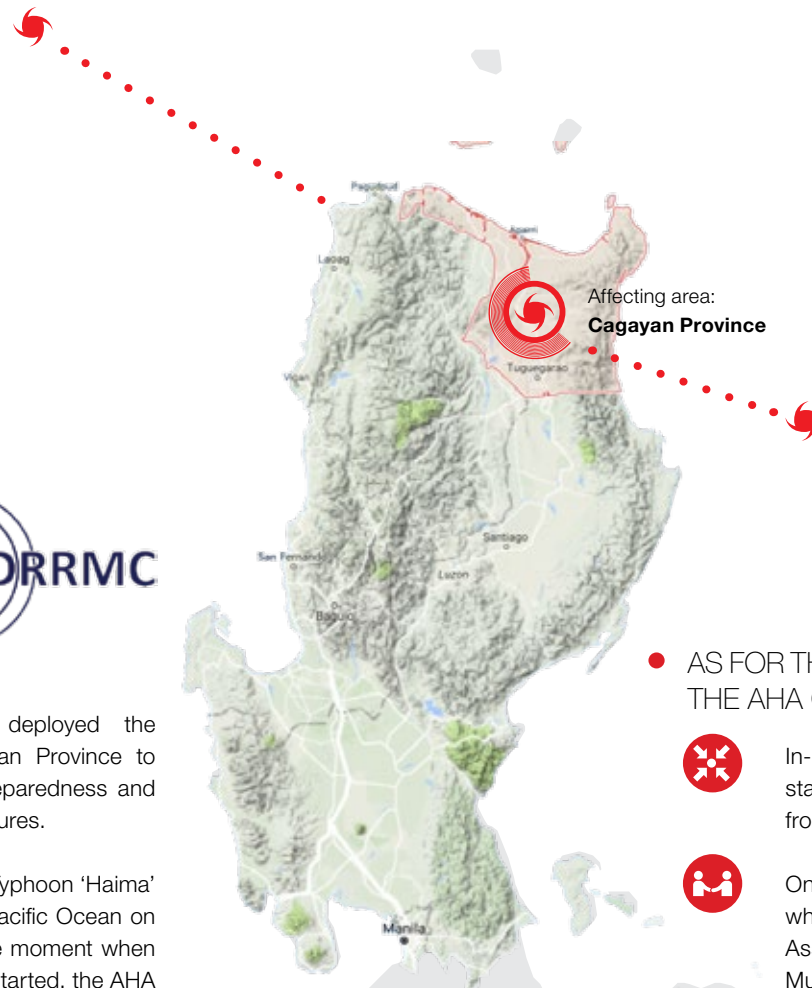 Pagudpud
Aparri
Laoag
Affecting area:
Cagayan Province
Tuguegarao
Vigan
Santiago
San Fernando
Luzon
Baguio
Manila
DRRMC
deployed the
an Province to
eparedness and
ures.
yphoon ‘Haima’
acific Ocean on
e moment when
tarted, the AHA
AS FOR TH
THE AHA
In-
sta
fro
On
wh
As
Mu